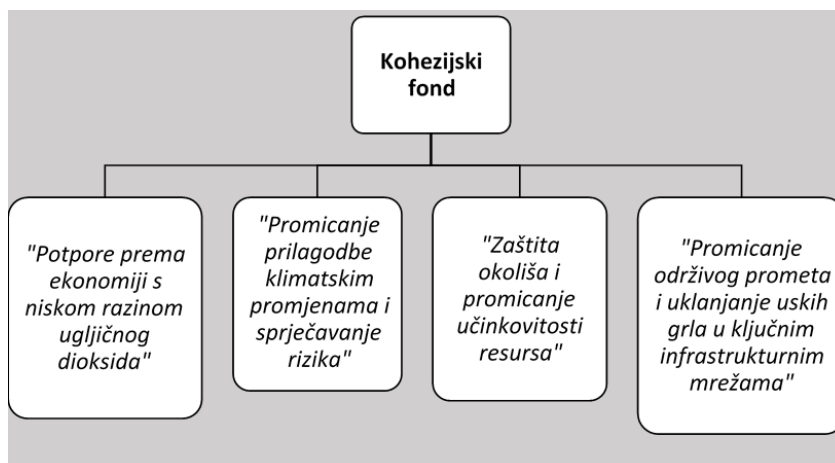 Kohezijski
fond
"Potpore prema
ekonomiji s
niskom razinom
ugljičnog
dioksida"
"Promicanje
prilagodbe
klimatskim
promjenama i
sprječavanje
rizika"
"Zaštita
okoliša i
promicanje
učinkovitosti
resursa"
"Promicanje
održivog prometa
i uklanjanje uskih
grla u ključnim
infrastrukturnim
mrežama"